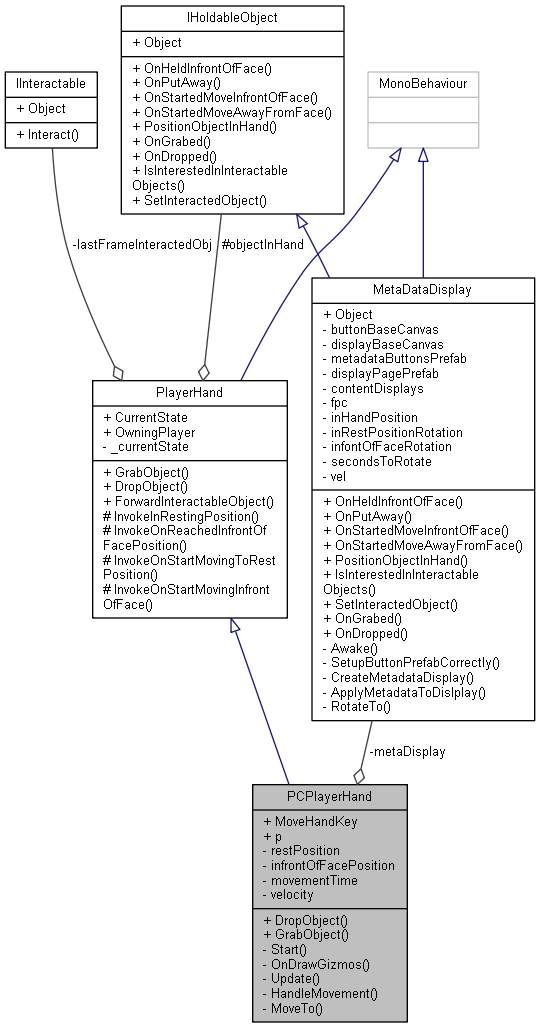 IHoldableObject
+ Object
+ OnHeldInfrontOfFace()
+ OnPutAway()
+ OnStartedMoveInfrontOfFace()
+ OnStartedMoveAwayFromFace()
+ PositionObjectInHand()
+ OnGrabed()
+ OnDropped()
+ IsInterestedInInteractable
Objects()
+ SetInteractedObject()
IInteractable
+ Object
+ Interact()
MonoBehaviour
-lastFrameInteractedObj
#objectInHand
MetaDataDisplay
+ Object
- buttonBaseCanvas
- displayBaseCanvas
- metadataButtonsPrefab
- displayPagePrefab
- contentDisplays
- fpc
- inHandPosition
- inRestPositionRotation
- infontOfFaceRotation
- secondsToRotate
- vel
+ OnHeldInfrontOfFace()
+ OnPutAway()
+ OnStartedMoveInfrontOfFace()
+ OnStartedMoveAwayFromFace()
+ PositionObjectInHand()
+ IsInterestedInInteractable
Objects()
+ SetInteractedObject()
+ OnGrabed()
+ OnDropped()
- Awake()
- SetupButtonPrefabCorrectly()
- CreateMetadataDisplay()
- ApplyMetadataToDislplay()
- RotateTo()
PlayerHand
+ CurrentState
+ OwningPlayer
- _currentState
+ GrabObject()
+ DropObject()
+ ForwardInteractableObject()
# InvokeInRestingPosition()
# InvokeOnReachedInfrontOf
FacePosition()
# InvokeOnStartMovingToRest
Position()
# InvokeOnStartMovingInfront
OfFace()
-metaDisplay
PCPlayerHand
+ MoveHandKey
+ p
- restPosition
- infrontOfFacePosition
- movementTime
- velocity
+ DropObject()
+ GrabObject()
- Start()
- OnDrawGizmos()
- Update()
- HandleMovement()
- MoveTo()